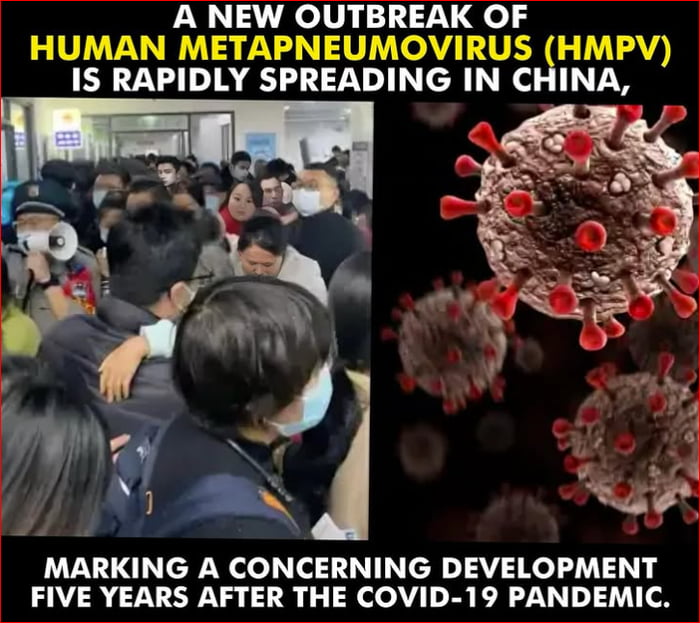 A NEW OUTBREAK OF
HUMAN METAPNEUMOVIRUS (HMPV)
IS RAPIDLY SPREADING IN CHINA,
MARKING A CONCERNING DEVELOPMENT
FIVE YEARS AFTER THE COVID-19 PANDEMIC.